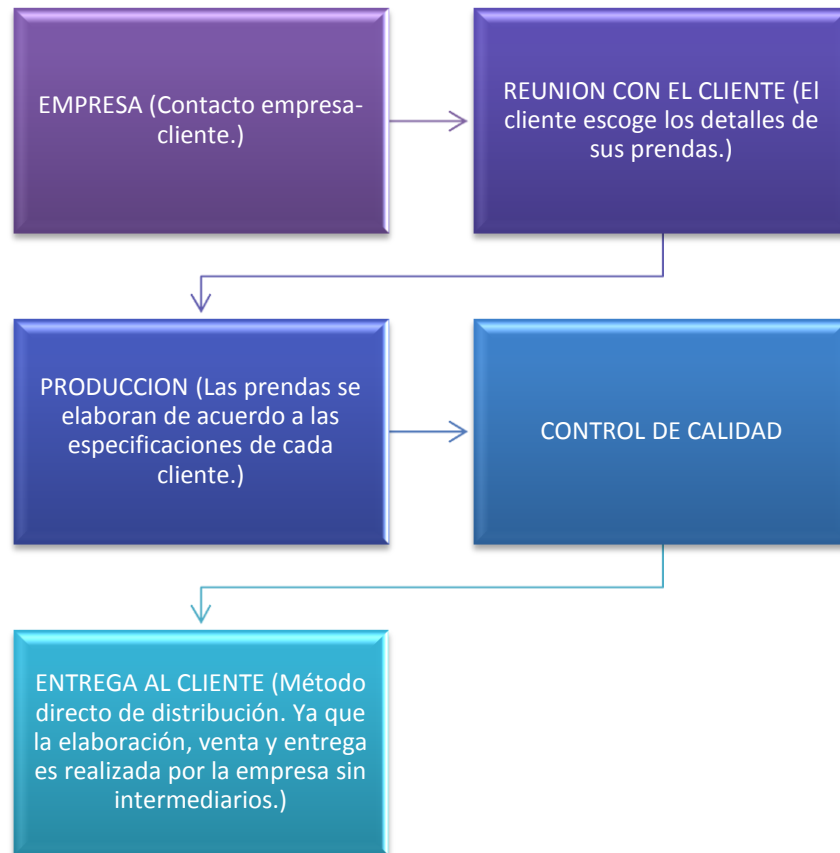 EMPRESA (Contacto empresa-
cliente.)
REUNION CON EL CLIENTE (El
cliente escoge los detalles de
sus prendas.)
PRODUCCION (Las prendas se
elaboran de acuerdo a las
especificaciones de cada
cliente.)
CONTROL DE CALIDAD
ENTREGA AL CLIENTE (Método
directo de distribución. Ya que
la elaboración, venta y entrega
es realizada por la empresa sin
intermediarios.)